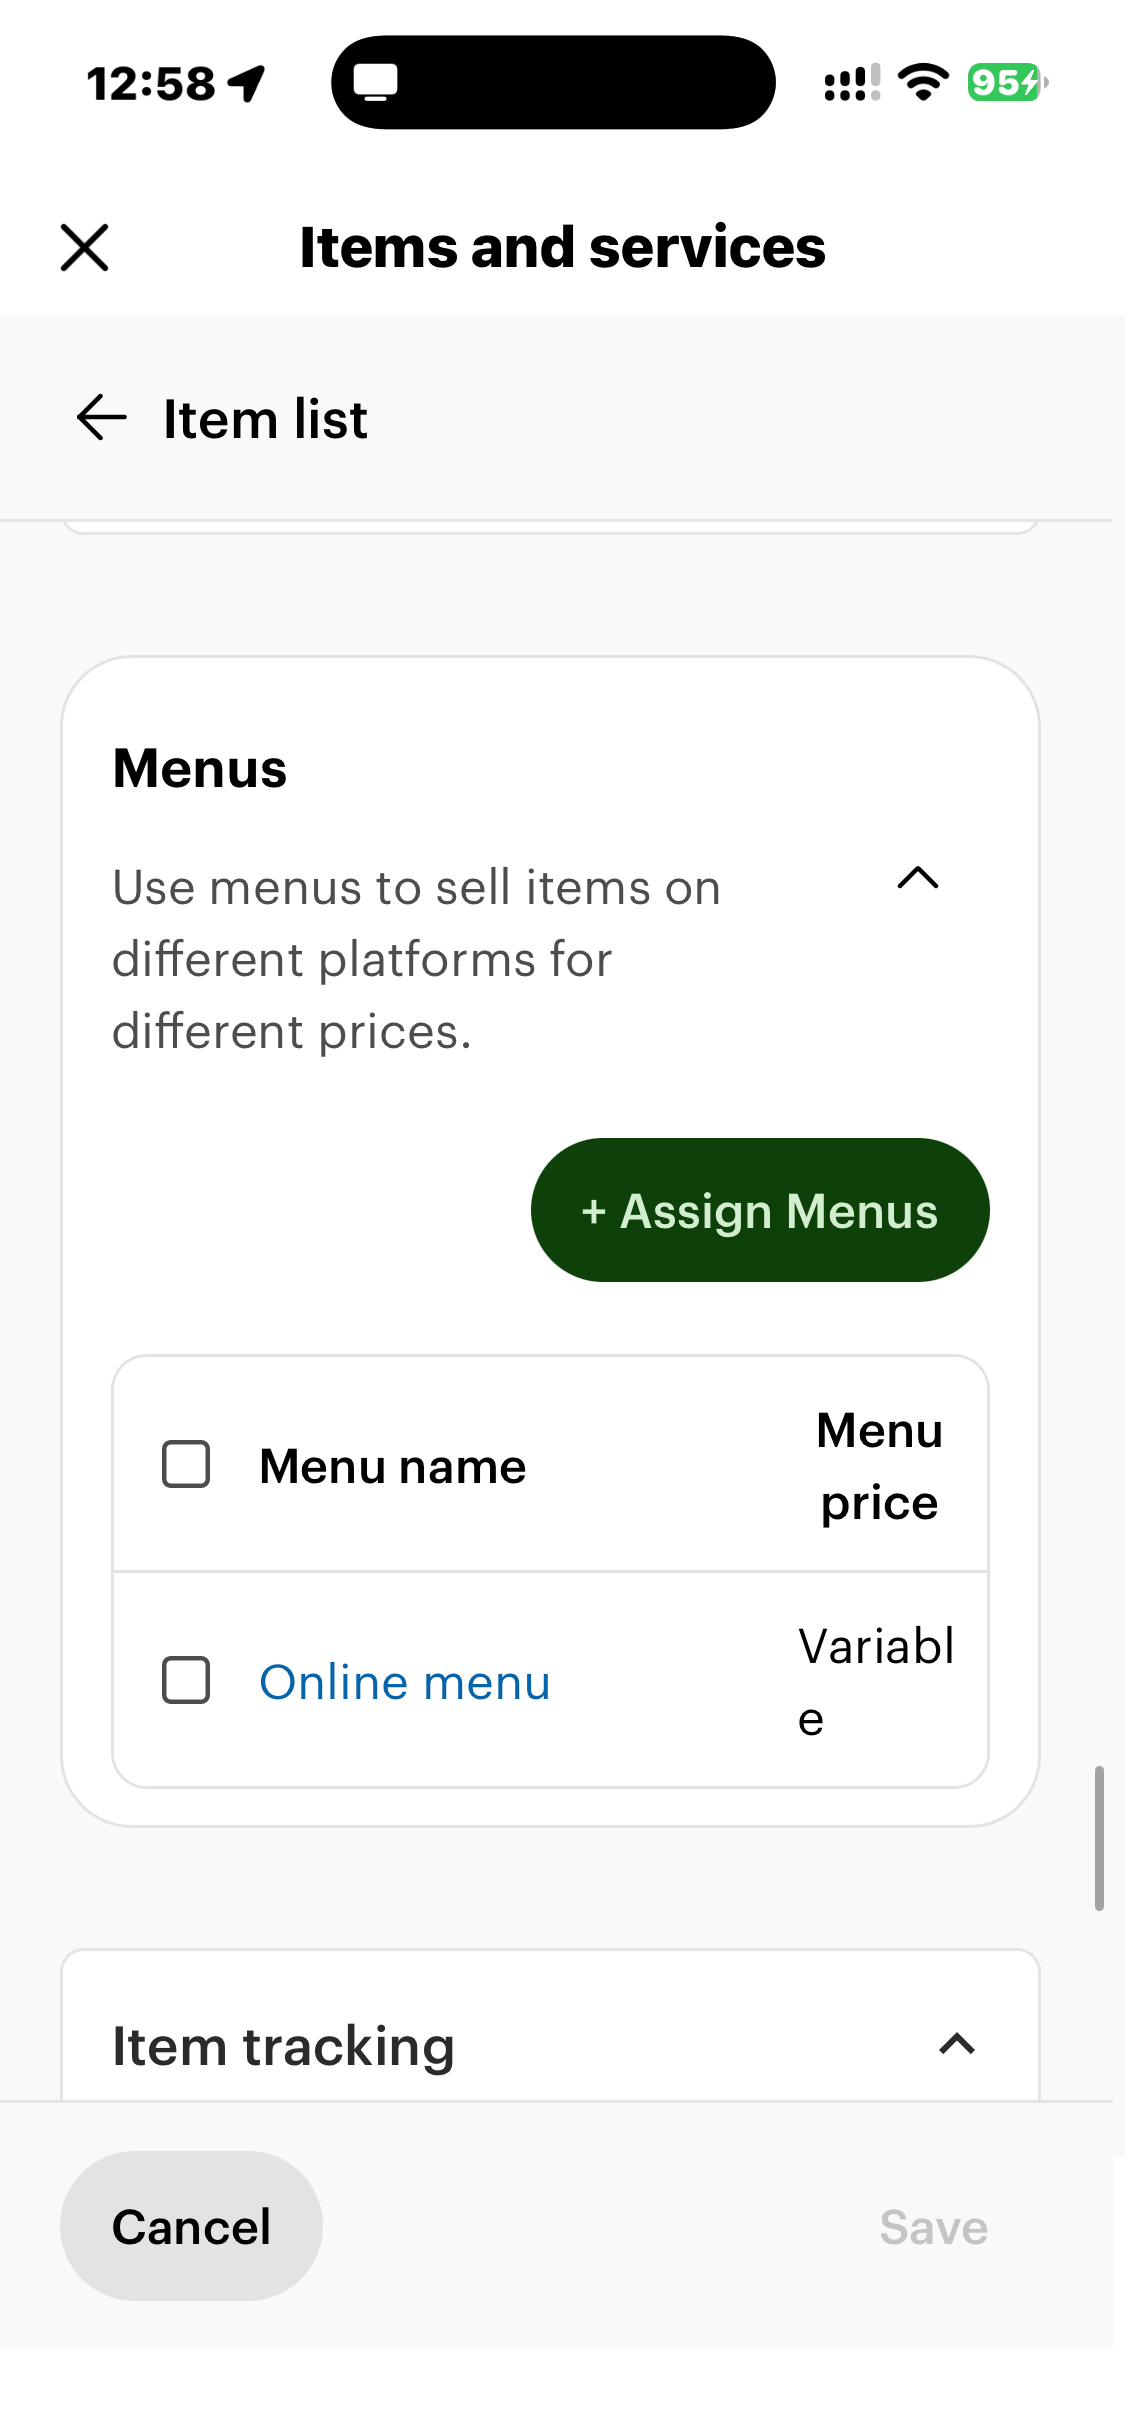 12:58
95
Items and services
Item list
Menus
Use menus to sell items on
different platforms for
different prices.
+ Assign Menus
Menu name
Menu
price
Online menu
Variabl
e
Item tracking
Cancel
Save